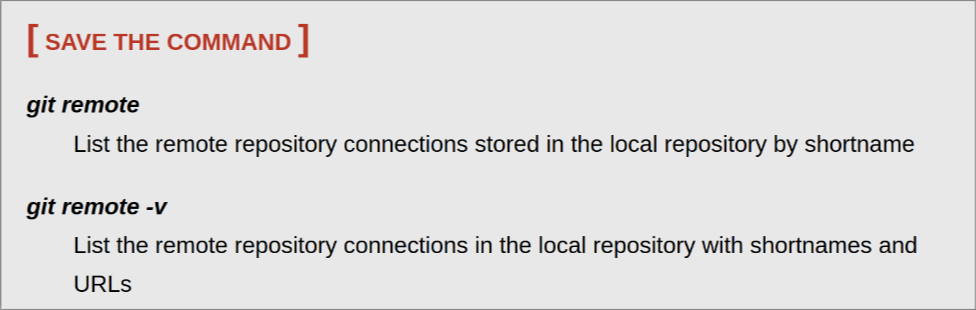 [ SAVE THE COMMAND ]
git remote
List the remote repository connections stored in the local repository by shortname
git remote -v
List the remote repository connections in the local repository with shortnames and
URLs